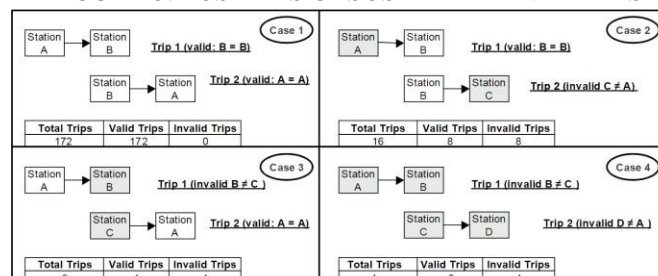 Case 1
Station A
Station B
Trip 1 (valid: B = B)
Station B
Station A
Trip 2 (valid: A = A)
Total Trips Valid Trips Invalid Trips
172 172 0
Case 2
Station A
Station B
Trip 1 (valid: B = B)
Station B
Station C
Trip 2 (invalid C ≠ A)
Total Trips Valid Trips Invalid Trips
16 8 8
Case 3
Station A
Station B
Trip 1 (invalid B ≠ C )
Station C
Station A
Trip 2 (valid: A = A)
Total Trips Valid Trips Invalid Trips
Case 4
Station A
Station B
Trip 1 (invalid B ≠ C )
Station C
Station D
Trip 2 (invalid D ≠ A )
Total Trips Valid Trips Invalid Trips